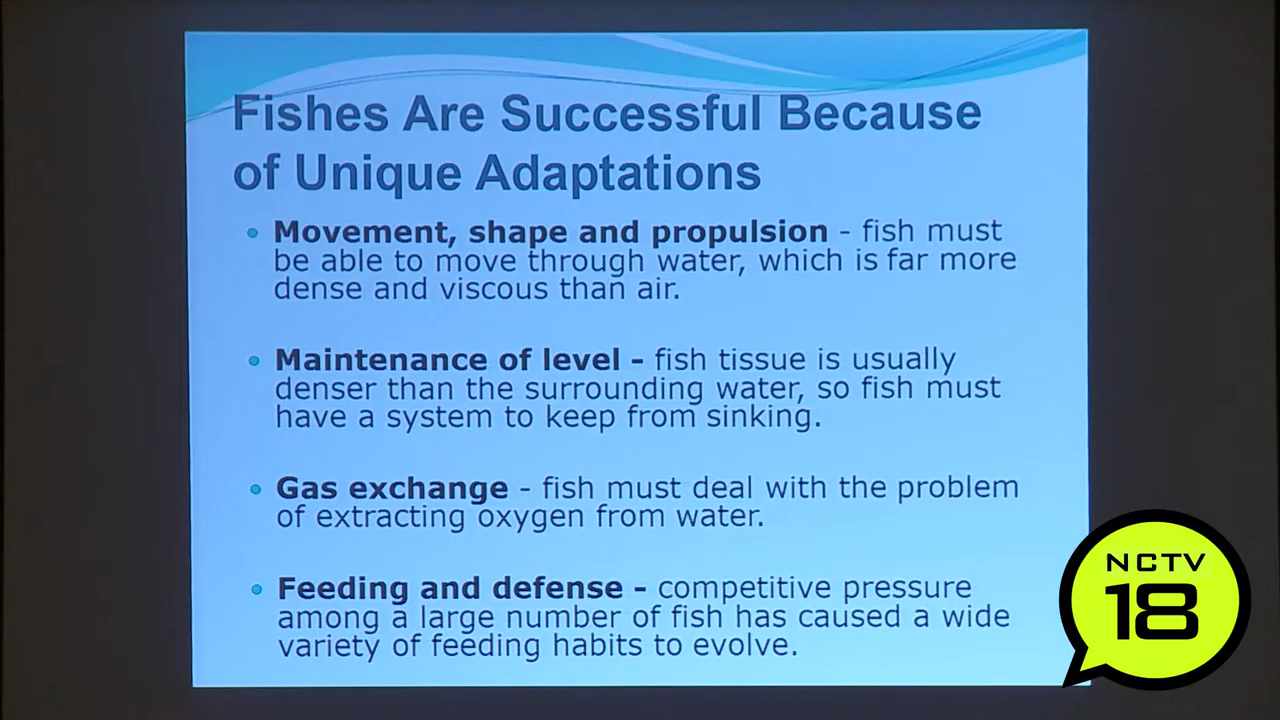 Fishes Are Successful Because
of Unique Adaptations
Movement, shape and propulsion - fish must
be able to move through water, which is far more
dense and viscous than air.
Maintenance of level - fish tissue is usually
denser than the surrounding water, so fish must
have a system to keep from sinking.
Gas exchange - fish must deal with the problem
of extracting oxygen from water.
Feeding and defense - competitive pressure
among a large number of fish has caused a wide
variety of feeding habits to evolve.
NCTV
18